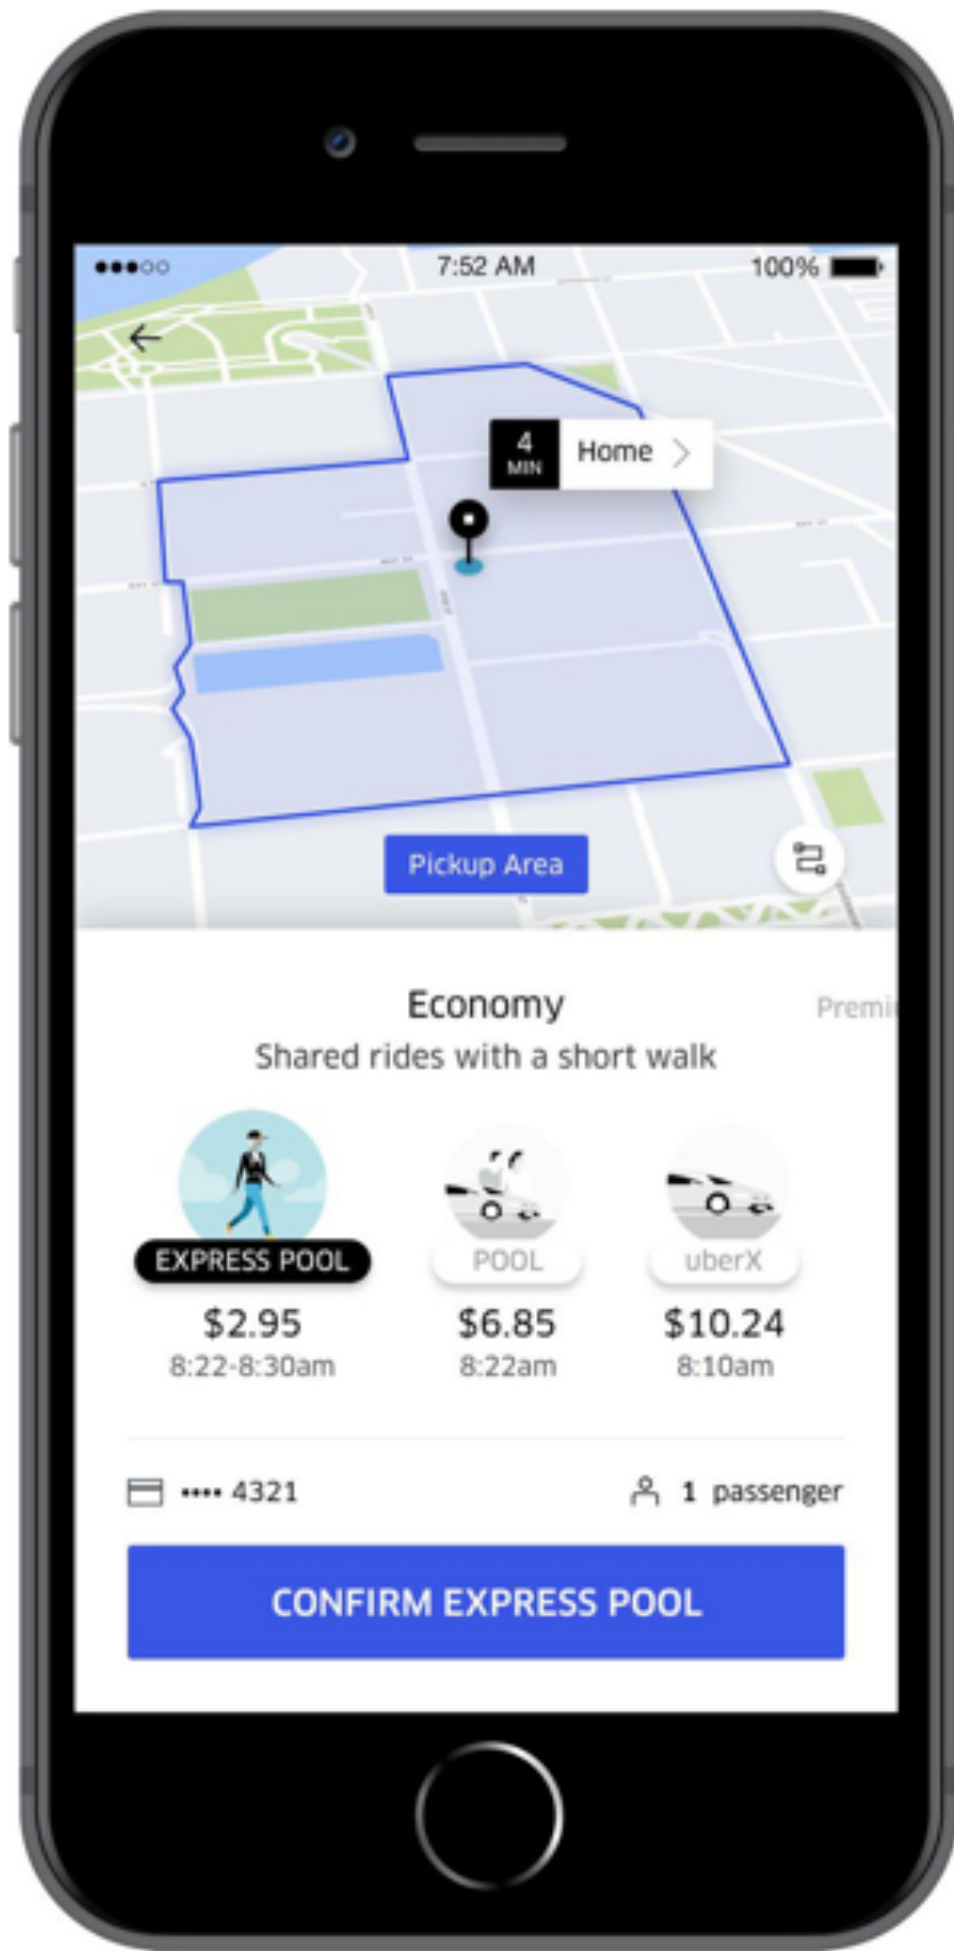 7:52 AM
100%
4
MIN
Home
Pickup Area
Economy
Premi
Shared rides with a short walk
EXPRESS POOL
POOL
uberX
$2.95
$6.85
$10.24
8:22-8:30am
8:22am
8:10am
•••• 4321
1 passenger
CONFIRM EXPRESS POOL